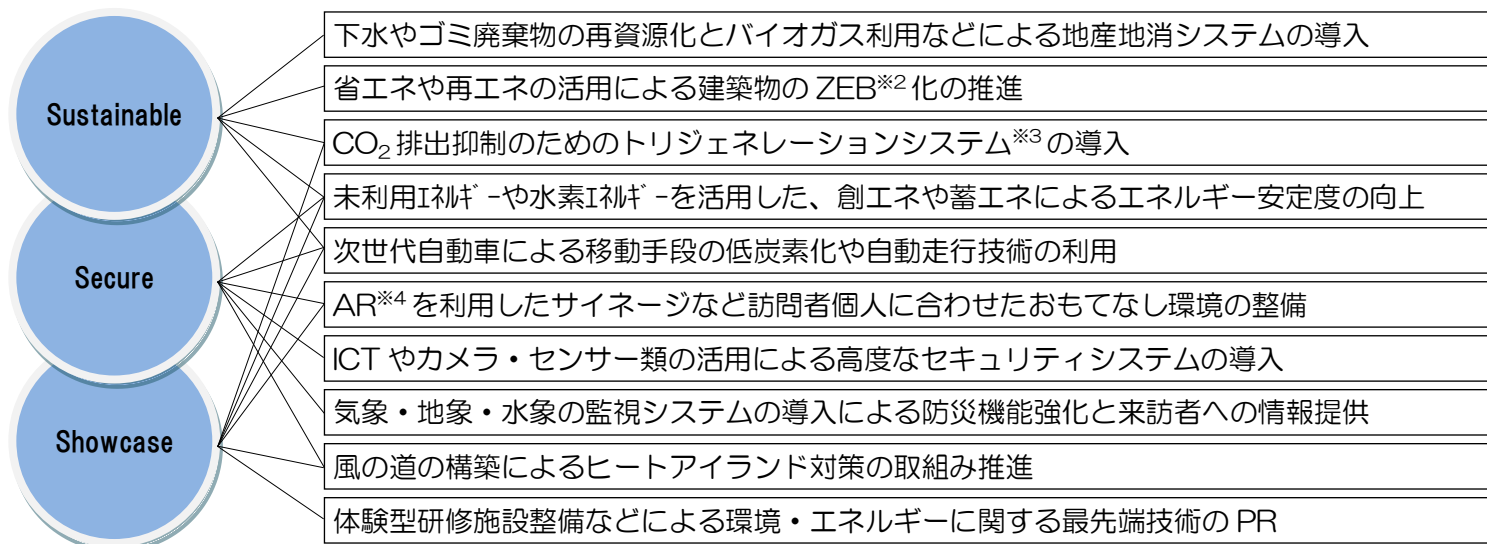 Sustainable
Secure
Showcase
下水やゴミ廃棄物の再資源化とバイオガス利用などによる地産地消システムの導入
省エネや再エネの活用による建築物の ZEB※2 化の推進
CO₂ 排出抑制のためのトリジェネレーションシステム※3 の導入
未利用ｴﾈﾙｷﾞｰや水素ｴﾈﾙｷﾞｰを活用した、創エネや蓄エネによるエネルギー安定度の向上
次世代自動車による移動手段の低炭素化や自動走行技術の利用
AR※4 を利用したサイネージなど訪問者個人に合わせたおもてなし環境の整備
ICT やカメラ・センサー類の活用による高度なセキュリティシステムの導入
気象・地象・水象の監視システムの導入による防災機能強化と来訪者への情報提供
風の道の構築によるヒートアイランド対策の取組み推進
体験型研修施設整備などによる環境・エネルギーに関する最先端技術の PR